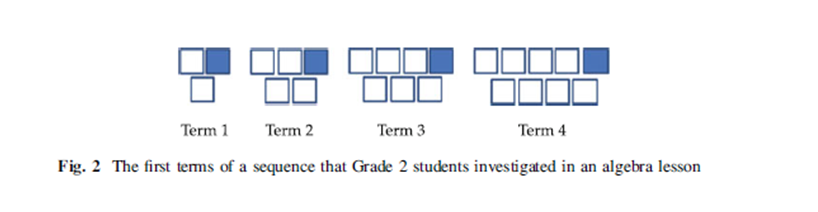 Term 1 Term 2 Term 3 Term 4
Fig. 2 The first terms of a sequence that Grade 2 students investigated in an algebra lesson